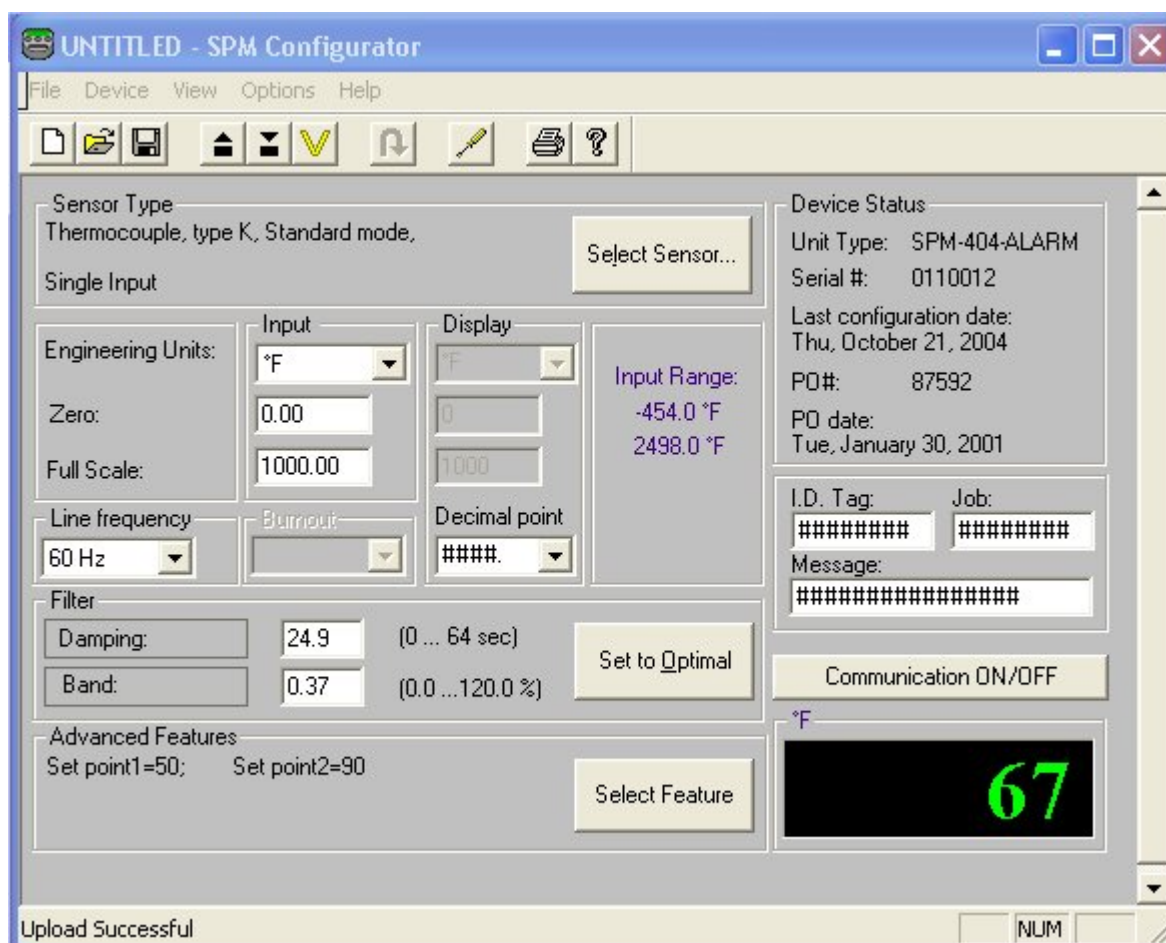 UNTITLED - SPM Configurator
File Device View Options Help
Sensor Type
Thermocouple, type K, Standard mode,
Single Input
Select Sensor...
Engineering Units:
Zero:
Full Scale:
Input
°F
0.00
1000.00
Display
°F
0
1000
Decimal point
####.
Input Range:
-454.0 °F
2498.0 °F
Line frequency
60 Hz
Burnout
Filter
Damping: 24.9 (0 ... 64 sec)
Band: 0.37 (0.0 ...120.0 %)
Set to Optimal
Advanced Features
Set point1=50; Set point2=90
Select Feature
Device Status
Unit Type: SPM-404-ALARM
Serial #: 0110012
Last configuration date:
Thu, October 21, 2004
PO#: 87592
PO date:
Tue, January 30, 2001
I.D. Tag: Job:
######## ########
Message:
################
Communication ON/OFF
°F
67
Upload Successful
NUM